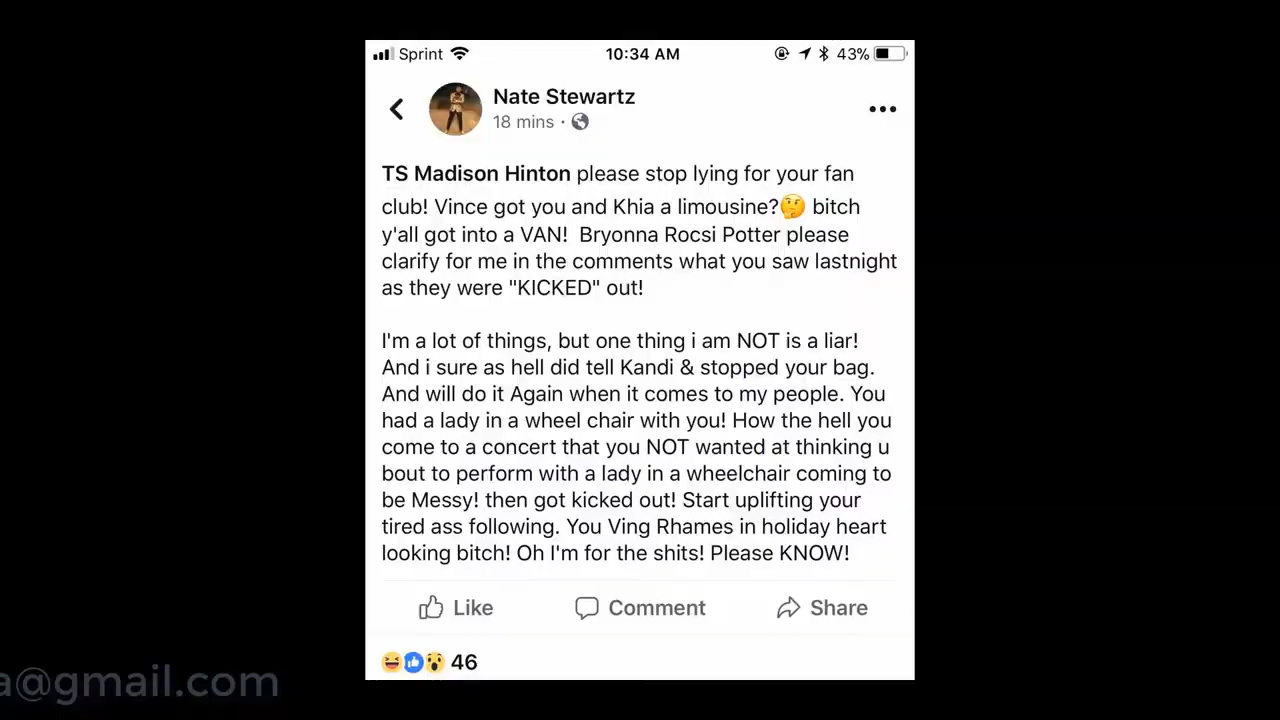 Sprint 10:34 AM 43%
Nate Stewartz
18 mins ·
TS Madison Hinton please stop lying for your fan
club! Vince got you and Khia a limousine?🤔 bitch
y'all got into a VAN! Bryonna Rocsi Potter please
clarify for me in the comments what you saw lastnight
as they were "KICKED" out!
I'm a lot of things, but one thing i am NOT is a liar!
And i sure as hell did tell Kandi & stopped your bag.
And will do it Again when it comes to my people. You
had a lady in a wheel chair with you! How the hell you
come to a concert that you NOT wanted at thinking u
bout to perform with a lady in a wheelchair coming to
be Messy! then got kicked out! Start uplifting your
tired ass following. You Ving Rhames in holiday heart
looking bitch! Oh I'm for the shits! Please KNOW!
Like Comment Share
46
a@gmail.com